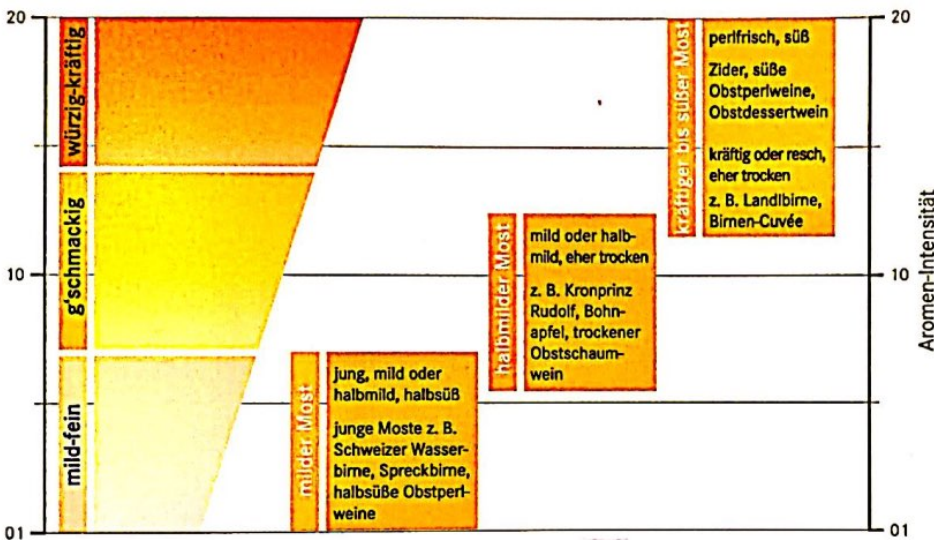 20
würzig-kräftig
g'schmackig
10
mild-fein
01
milder Most
jung, mild oder
halbmild, halbsüß
junge Moste z. B.
Schweizer Wasser-
birne, Spreckbirne,
halbsüße Obstperl-
weine
halbmilder Most
mild oder halb-
mild, eher trocken
z. B. Kronprinz
Rudolf, Bohn-
apfel, trockener
Obstschaum-
wein
kräftiger bis süßer Most
perlfrisch, süß
Zider, süße
Obstperlweine,
Obstdessertwein
kräftig oder resch,
eher trocken
z. B. Landlbirne,
Birnen-Cuvée
20
10
01
Aromen-Intensität